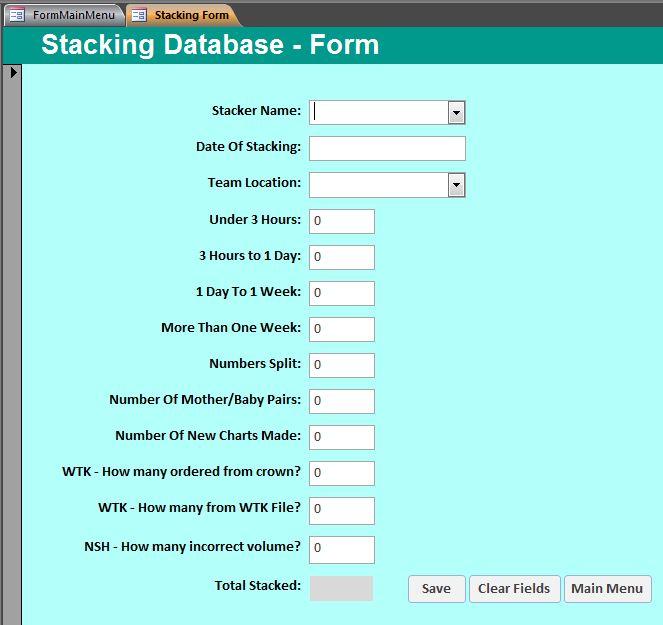 FormMainMenu Stacking Form
Stacking Database - Form
Stacker Name:
Date Of Stacking:
Team Location:
Under 3 Hours: 0
3 Hours to 1 Day: 0
1 Day To 1 Week: 0
More Than One Week: 0
Numbers Split: 0
Number Of Mother/Baby Pairs: 0
Number Of New Charts Made: 0
WTK - How many ordered from crown? 0
WTK - How many from WTK File? 0
NSH - How many incorrect volume? 0
Total Stacked: Save Clear Fields Main Menu